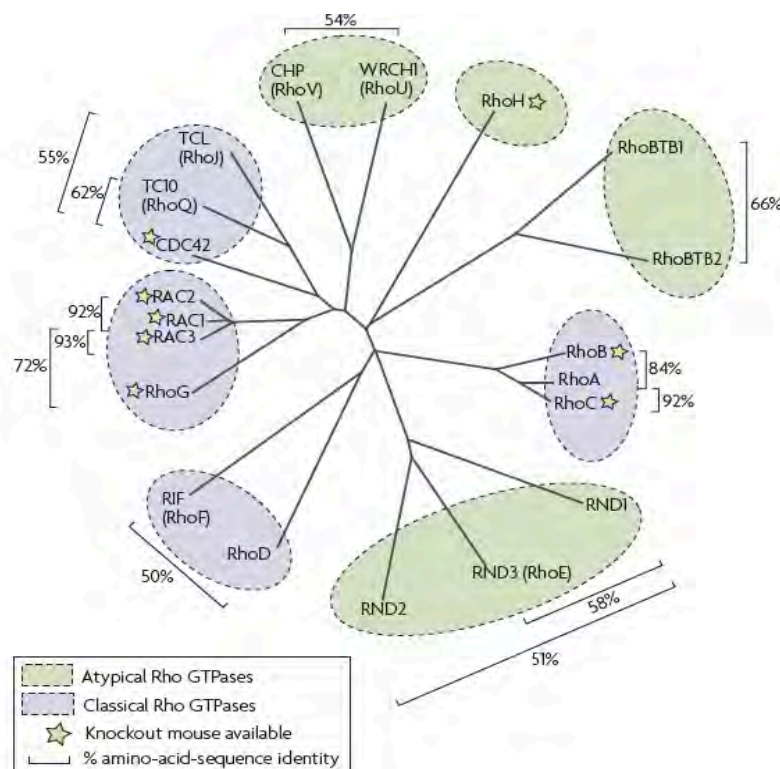 54%
CHP
(RhoV)
WRCH1
(RhoU)
RhoH
TCL
(RhoJ)
55%
TC10
(RhoQ)
62%
CDC42
RhoBTB1
66%
RhoBTB2
RAC2
92%
RAC1
RAC3
93%
72%
RhoG
RhoB
84%
RhoA
RhoC
92%
RIF
(RhoF)
RhoD
50%
RND1
RND3 (RhoE)
RND2
58%
51%
Atypical Rho GTPases
Classical Rho GTPases
Knockout mouse available
% amino-acid-sequence identity